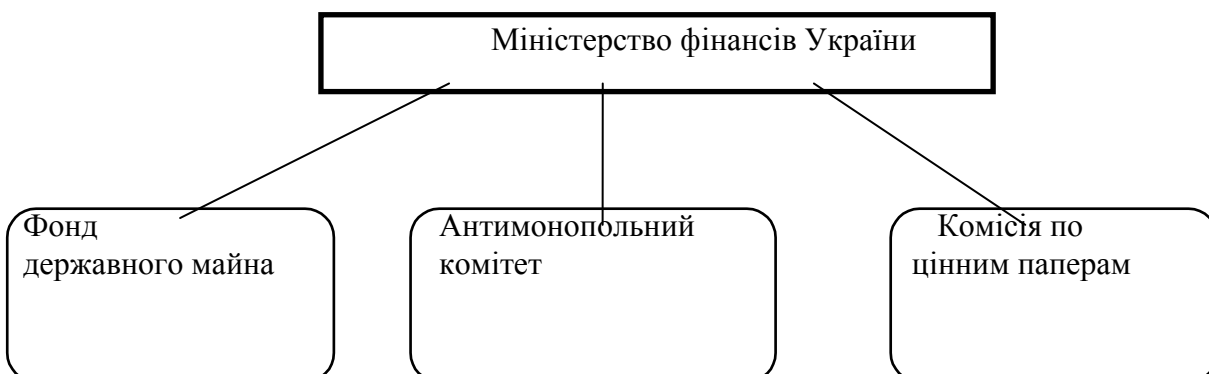 Міністерство фінансів України
Фонд
державного майна
Антимонопольний
комітет
Комісія по
цінним паперам